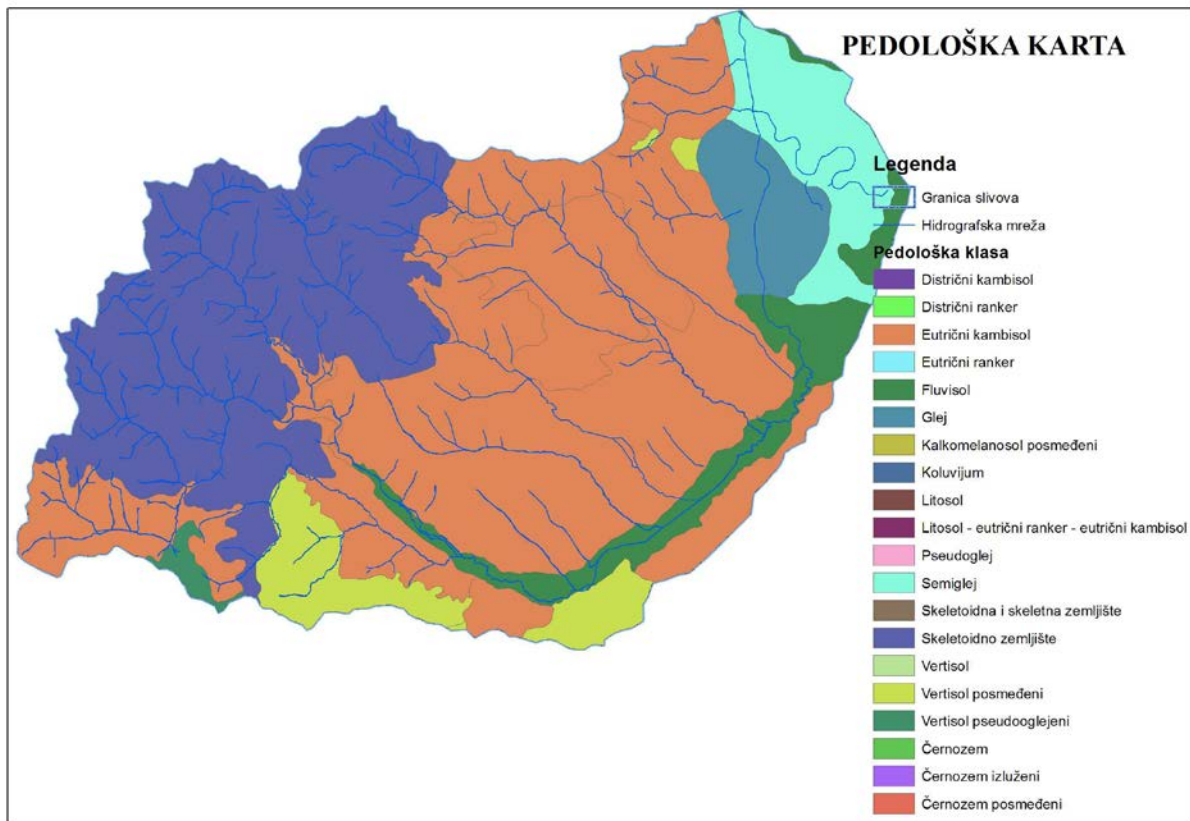 PEDOLOŠKA KARTA
Legenda
Granica slivova
Hidrografska mreža
Pedološka klasa
Distrični kambisol
Distrični ranker
Eutrični kambisol
Eutrični ranker
Fluvisol
Glej
Kalkomelanosol posmeđeni
Koluvijum
Litosol
Litosol - eutrični ranker - eutrični kambisol
Pseudoglej
Semiglej
Skeletoidna i skeletna zemljište
Skeletoidno zemljište
Vertisol
Vertisol posmeđeni
Vertisol pseudooglejeni
Černozem
Černozem izluženi
Černozem posmeđeni